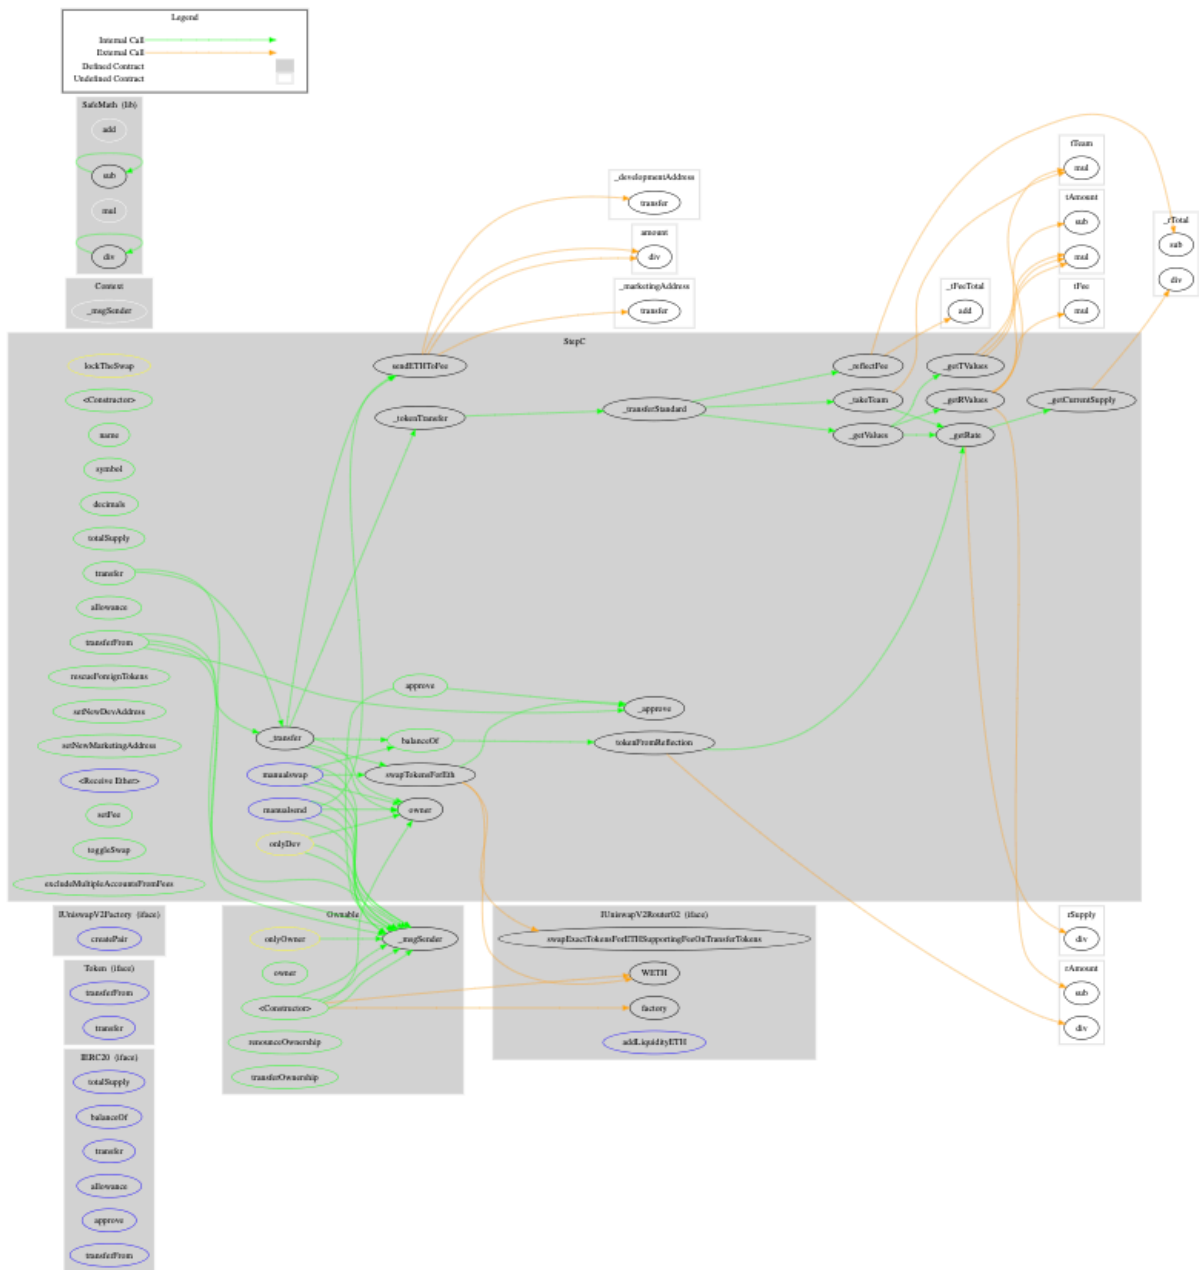 Legend
Internal Call
External Call
Defined Contract
Undefined Contract
SafeMath (lib)
add
sub
mul
div
Context
_msgSender
_developmentAddress
transfer
amount
div
_marketingAddress
transfer
_tFeeTotal
add
tTeam
mul
tAmount
sub
mul
tFee
mul
_rTotal
sub
div
StepC
lockTheSwap
<Constructor>
name
symbol
decimals
totalSupply
transfer
allowance
transferFrom
rescueForeignTokens
setNewDevAddress
setNewMarketingAddress
<Receive Ether>
setFee
toggleSwap
excludeMultipleAccountsFromFees
_transfer
manualswap
manualsend
onlyDev
sendETHToFee
_tokenTransfer
approve
balanceOf
swapTokensForEth
owner
_transferStandard
_approve
tokenFromReflection
_reflectFee
_takeTeam
_getValues
_getTValues
_getRValues
_getRate
_getCurrentSupply
IUniswapV2Factory (iface)
createPair
Token (iface)
transferFrom
transfer
IERC20 (iface)
totalSupply
balanceOf
transfer
allowance
approve
transferFrom
Ownable
onlyOwner
owner
<Constructor>
renounceOwnership
transferOwnership
_msgSender
IUniswapV2Router02 (iface)
swapExactTokensForETHSupportingFeeOnTransferTokens
WETH
factory
addLiquidityETH
rSupply
div
rAmount
sub
div